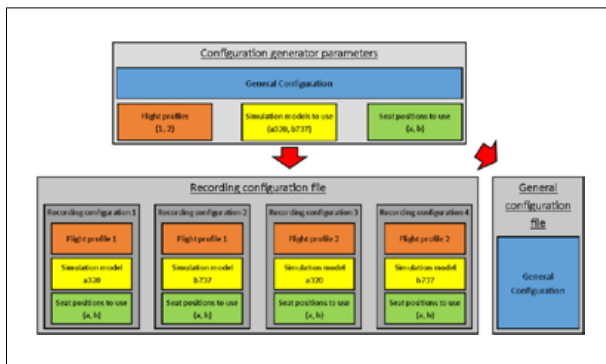 Configuration generator parameters
General Configuration
Flight profiles
{1, 2}
Simulation models to use
{a320, b737}
Seat positions to use
{a, b}
Recording configuration file
Recording configuration 1
Flight profile 1
Simulation model
a320
Seat positions to use
{a, b}
Recording configuration 2
Flight profile 1
Simulation model
b737
Seat positions to use
{a, b}
Recording configuration 3
Flight profile 2
Simulation model
a320
Seat positions to use
{a, b}
Recording configuration 4
Flight profile 2
Simulation model
b737
Seat positions to use
{a, b}
General
configuration
file
General
Configuration